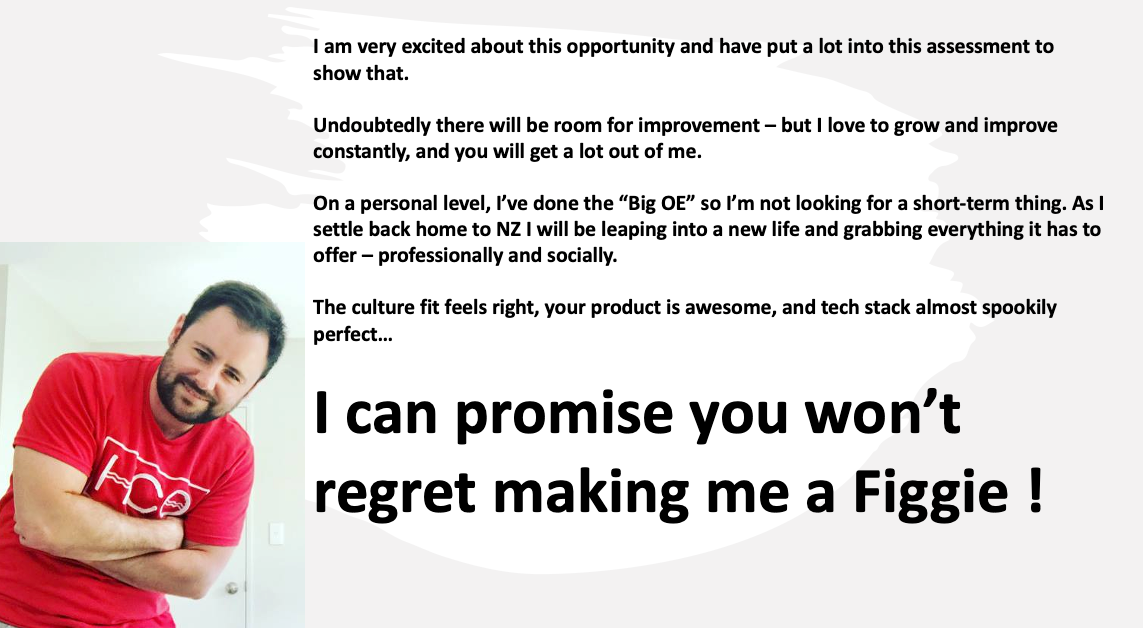 I am very excited about this opportunity and have put a lot into this assessment to
show that.
Undoubtedly there will be room for improvement – but I love to grow and improve
constantly, and you will get a lot out of me.
On a personal level, I’ve done the “Big OE” so I’m not looking for a short-term thing. As I
settle back home to NZ I will be leaping into a new life and grabbing everything it has to
offer – professionally and socially.
The culture fit feels right, your product is awesome, and tech stack almost spookily
perfect…
I can promise you won’t
regret making me a Figgie !